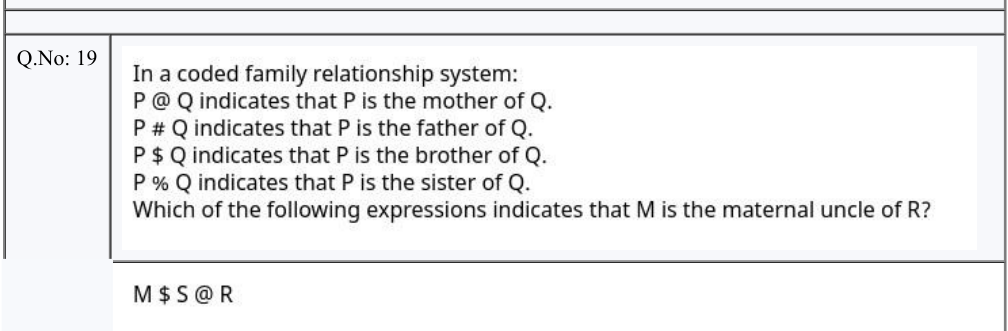 Q.No: 19
In a coded family relationship system:
P @ Q indicates that P is the mother of Q.
P # Q indicates that P is the father of Q.
P $ Q indicates that P is the brother of Q.
P % Q indicates that P is the sister of Q.
Which of the following expressions indicates that M is the maternal uncle of R?
M $ S @ R